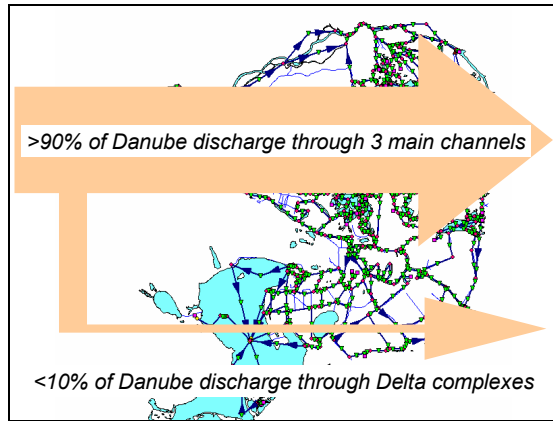 >90% of Danube discharge through 3 main channels
<10% of Danube discharge through Delta complexes